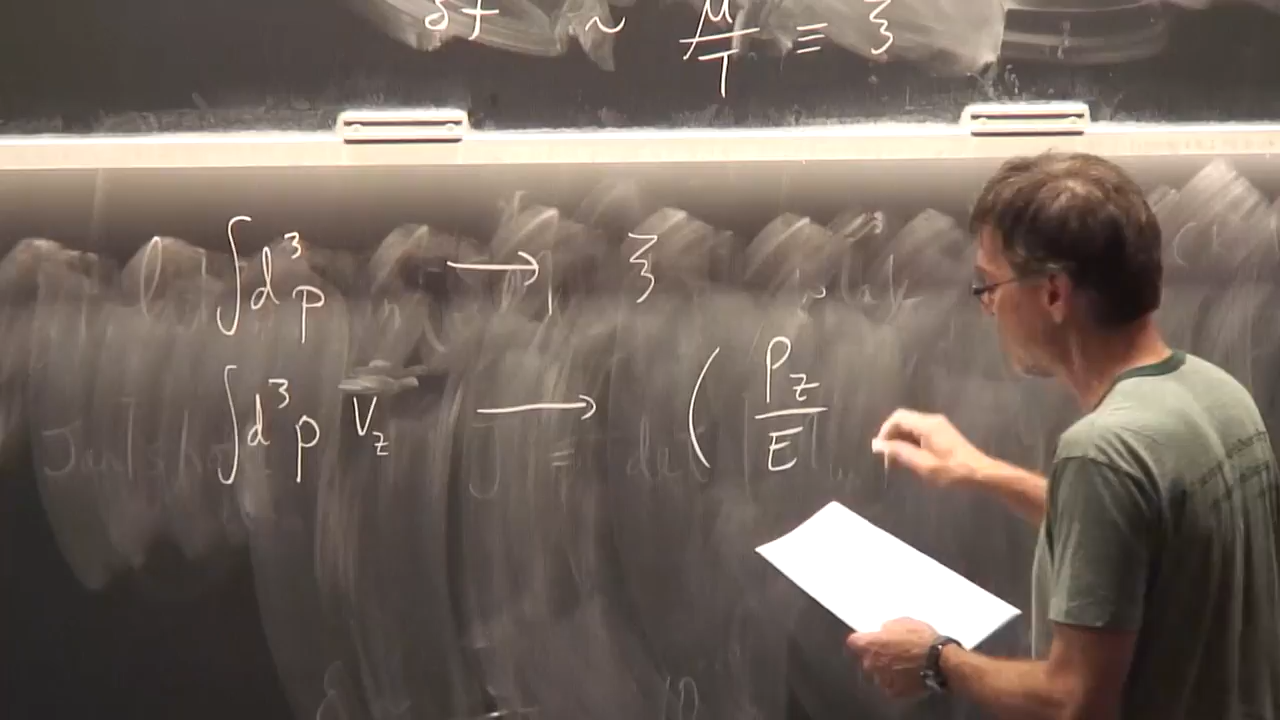 δf ~ μ/T ≡ ξ
∫d³p → ξ
∫d³p V_z → ( P_z/E